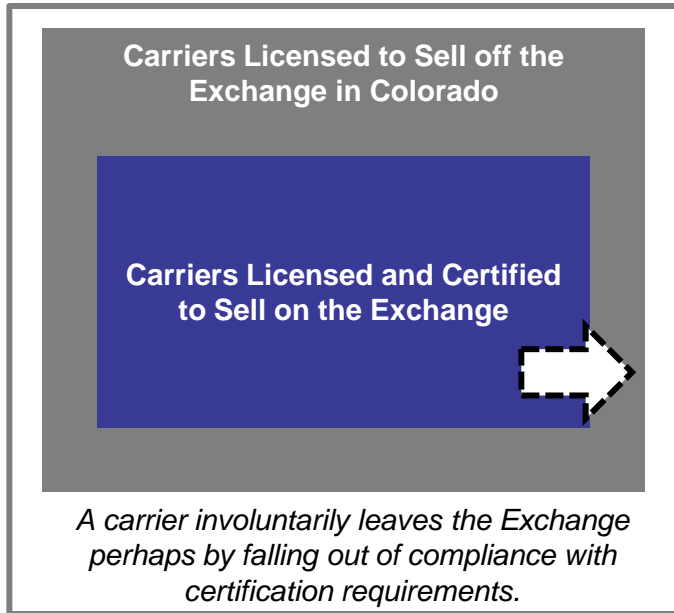 Carriers Licensed to Sell off the
Exchange in Colorado
Carriers Licensed and Certified
to Sell on the Exchange
A carrier involuntarily leaves the Exchange
perhaps by falling out of compliance with
certification requirements.